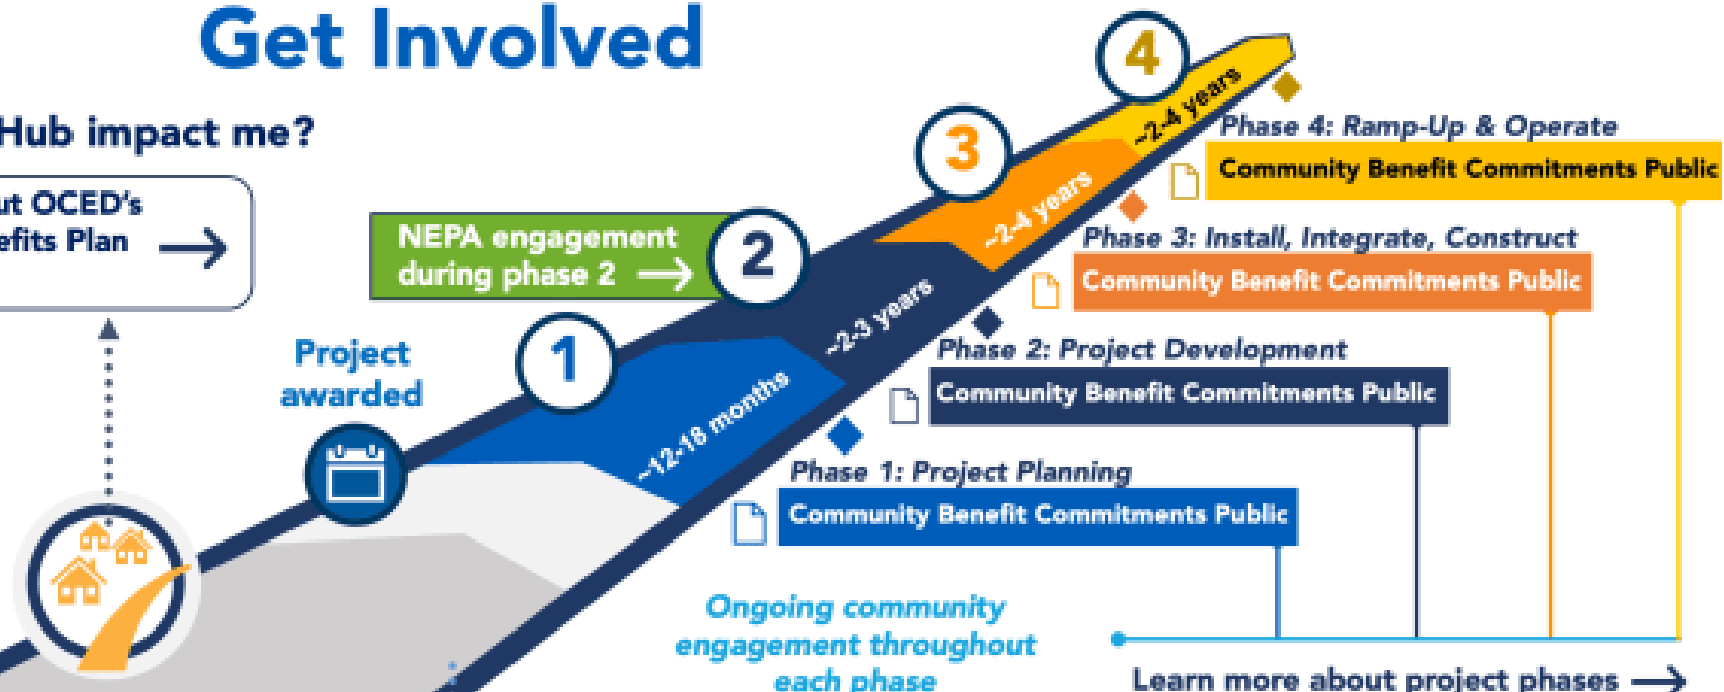 Get Involved
Hub impact me?
ut OCED's
efits Plan
NEPA engagement
during phase 2
Project
awarded
1
2
3
4
~12-18 months
~2-3 years
~2-4 years
~2-4 years
Phase 4: Ramp-Up & Operate
Community Benefit Commitments Public
Phase 3: Install, Integrate, Construct
Community Benefit Commitments Public
Phase 2: Project Development
Community Benefit Commitments Public
Phase 1: Project Planning
Community Benefit Commitments Public
Ongoing community
engagement throughout
each phase
Learn more about project phases